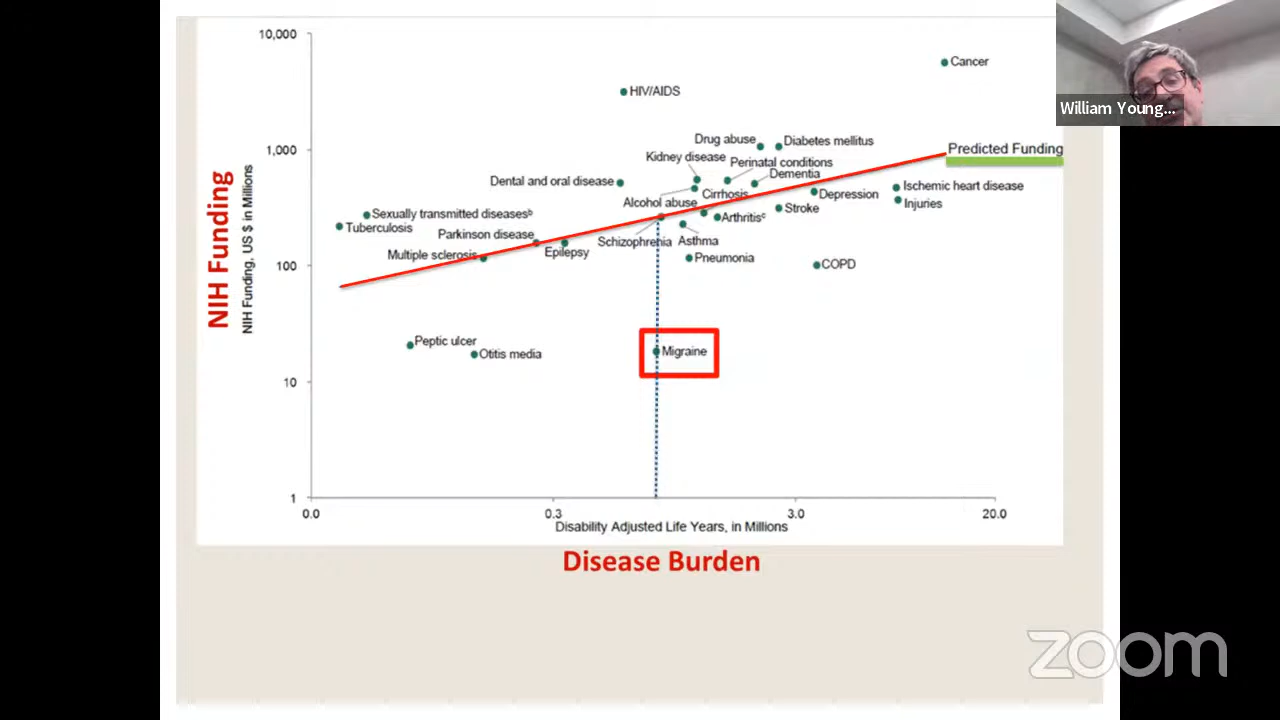 10,000
1,000
100
10
1
NIH Funding
NIH Funding, US $ in Millions
Cancer
HIV/AIDS
Drug abuse
Diabetes mellitus
Predicted Funding
Kidney disease
Perinatal conditions
Dental and oral disease
Dementia
Cirrhosis
Ischemic heart disease
Depression
Alcohol abuse
Injuries
Stroke
Sexually transmitted diseasesᵇ
Arthritisᶜ
Tuberculosis
Parkinson disease
Schizophrenia
Asthma
Multiple sclerosis
Epilepsy
Pneumonia
COPD
Peptic ulcer
Otitis media
Migraine
0.0
0.3
3.0
20.0
Disability Adjusted Life Years, in Millions
Disease Burden
William Young...
zoom